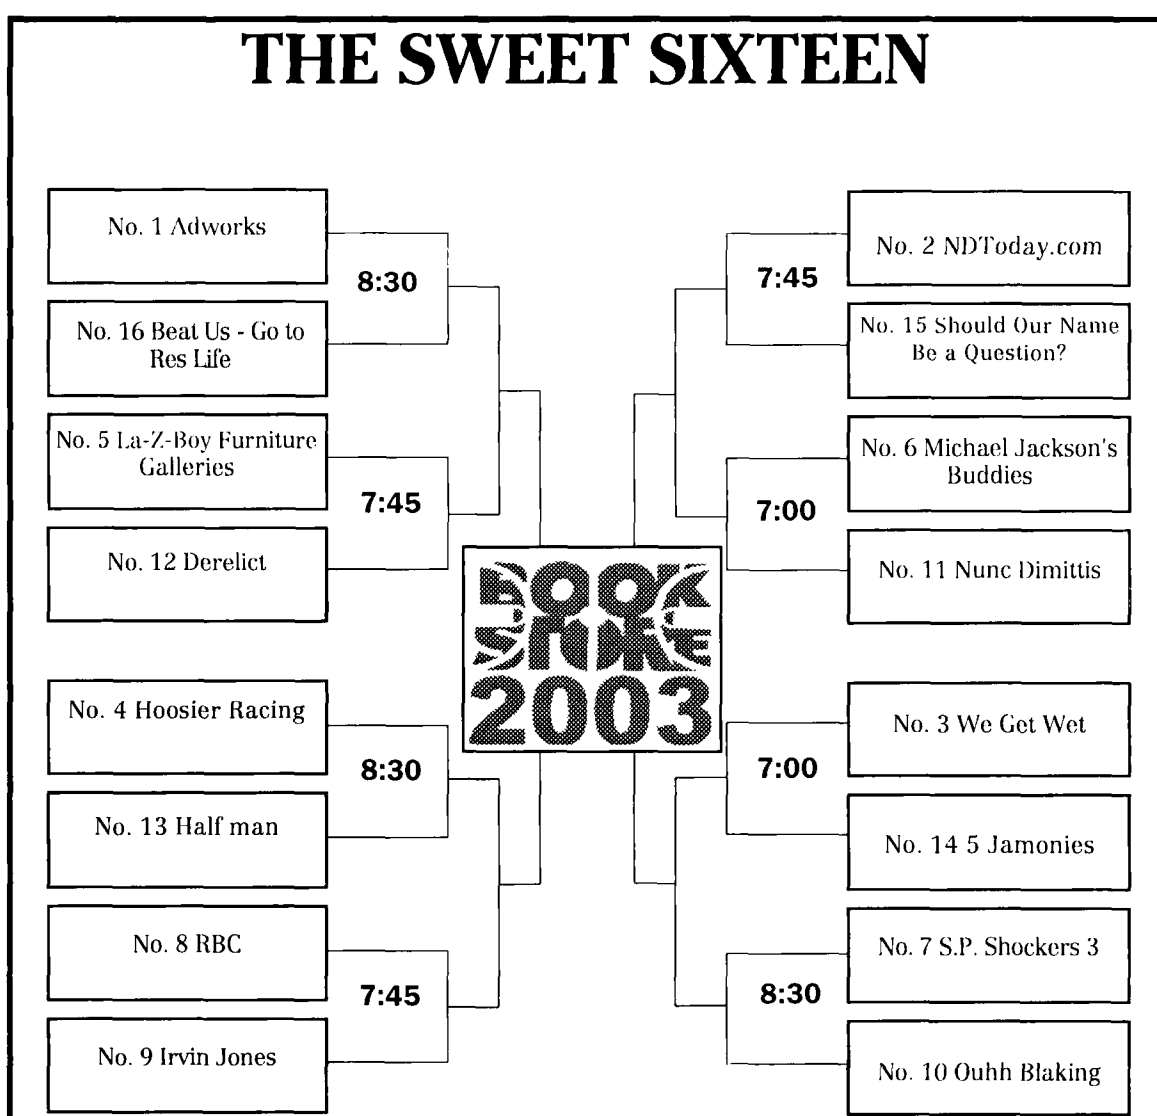 THE SWEET SIXTEEN
No. 1 Adworks
8:30
No. 16 Beat Us - Go to
Res Life
No. 5 La-Z-Boy Furniture
Galleries
7:45
No. 12 Derelict
No. 4 Hoosier Racing
8:30
No. 13 Half man
No. 8 RBC
7:45
No. 9 Irvin Jones
BOOK
STORE
2003
No. 2 NDToday.com
7:45
No. 15 Should Our Name
Be a Question?
No. 6 Michael Jackson's
Buddies
7:00
No. 11 Nunc Dimittis
No. 3 We Get Wet
7:00
No. 14 5 Jamonies
No. 7 S.P. Shockers 3
8:30
No. 10 Ouhh Blaking